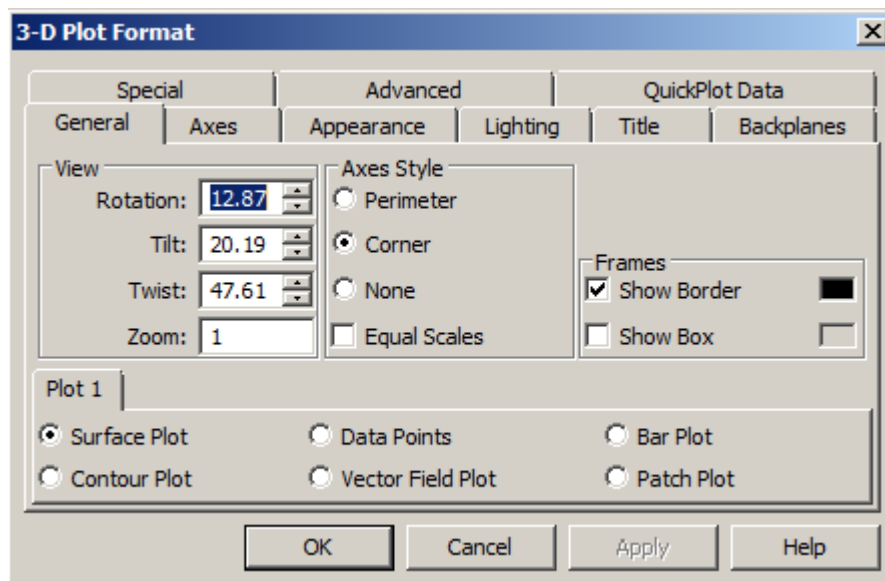 3-D Plot Format
Special Advanced QuickPlot Data
General Axes Appearance Lighting Title Backplanes
View
Rotation: 12.87
Tilt: 20.19
Twist: 47.61
Zoom: 1
Axes Style
Perimeter
Corner
None
Equal Scales
Frames
Show Border
Show Box
Plot 1
Surface Plot Data Points Bar Plot
Contour Plot Vector Field Plot Patch Plot
OK Cancel Apply Help